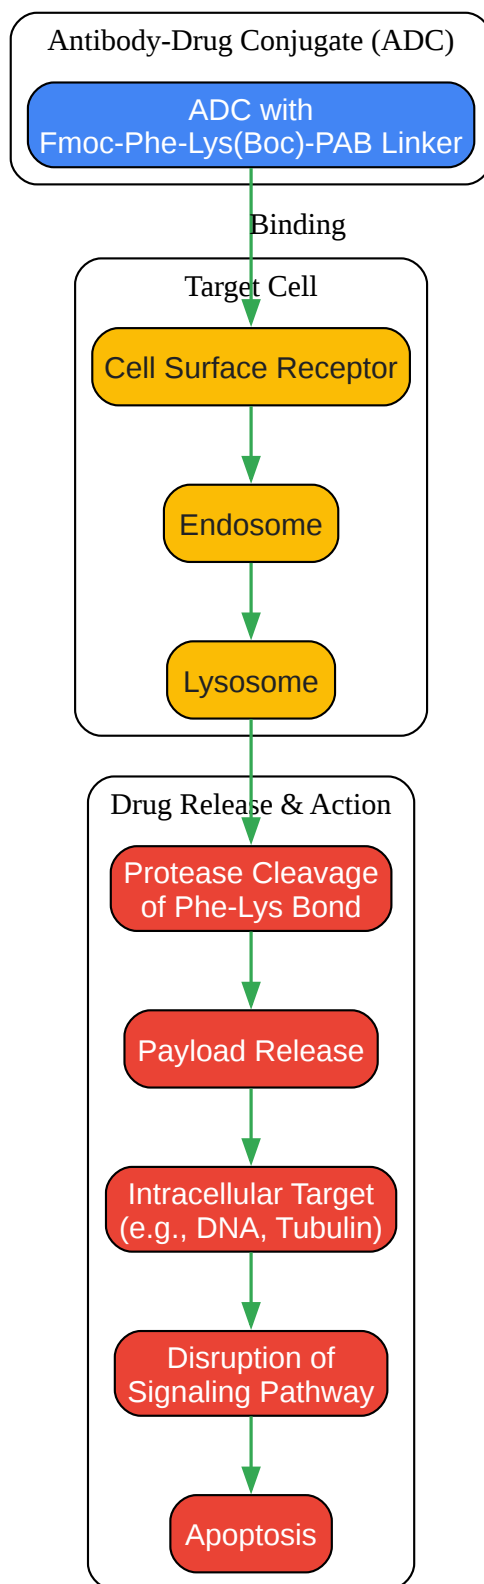 Antibody-Drug Conjugate (ADC)
ADC with
Fmoc-Phe-Lys(Boc)-PAB Linker
Binding
Target Cell
Cell Surface Receptor
Endosome
Lysosome
Drug Release & Action
Protease Cleavage
of Phe-Lys Bond
Payload Release
Intracellular Target
(e.g., DNA, Tubulin)
Disruption of
Signaling Pathway
Apoptosis